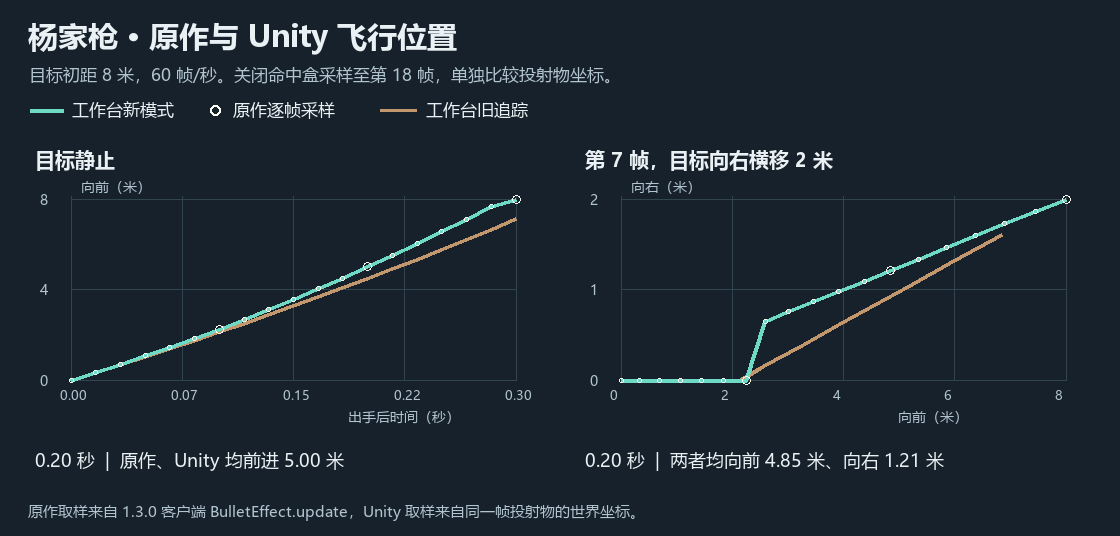 杨家枪 • 原作与 Unity 飞行位置
目标初距 8 米，60 帧/秒。关闭命中盒采样至第 18 帧，单独比较投射物坐标。
工作台新模式 原作逐帧采样 工作台旧追踪
目标静止
向前（米）
8
4
0
0.00 0.07 0.15 0.22 0.30
出手后时间（秒）
0.20 秒 | 原作、Unity 均前进 5.00 米
第 7 帧，目标向右横移 2 米
向右（米）
2
1
0
0 2 4 6 8
向前（米）
0.20 秒 | 两者均向前 4.85 米、向右 1.21 米
原作取样来自 1.3.0 客户端 BulletEffect.update，Unity 取样来自同一帧投射物的世界坐标。